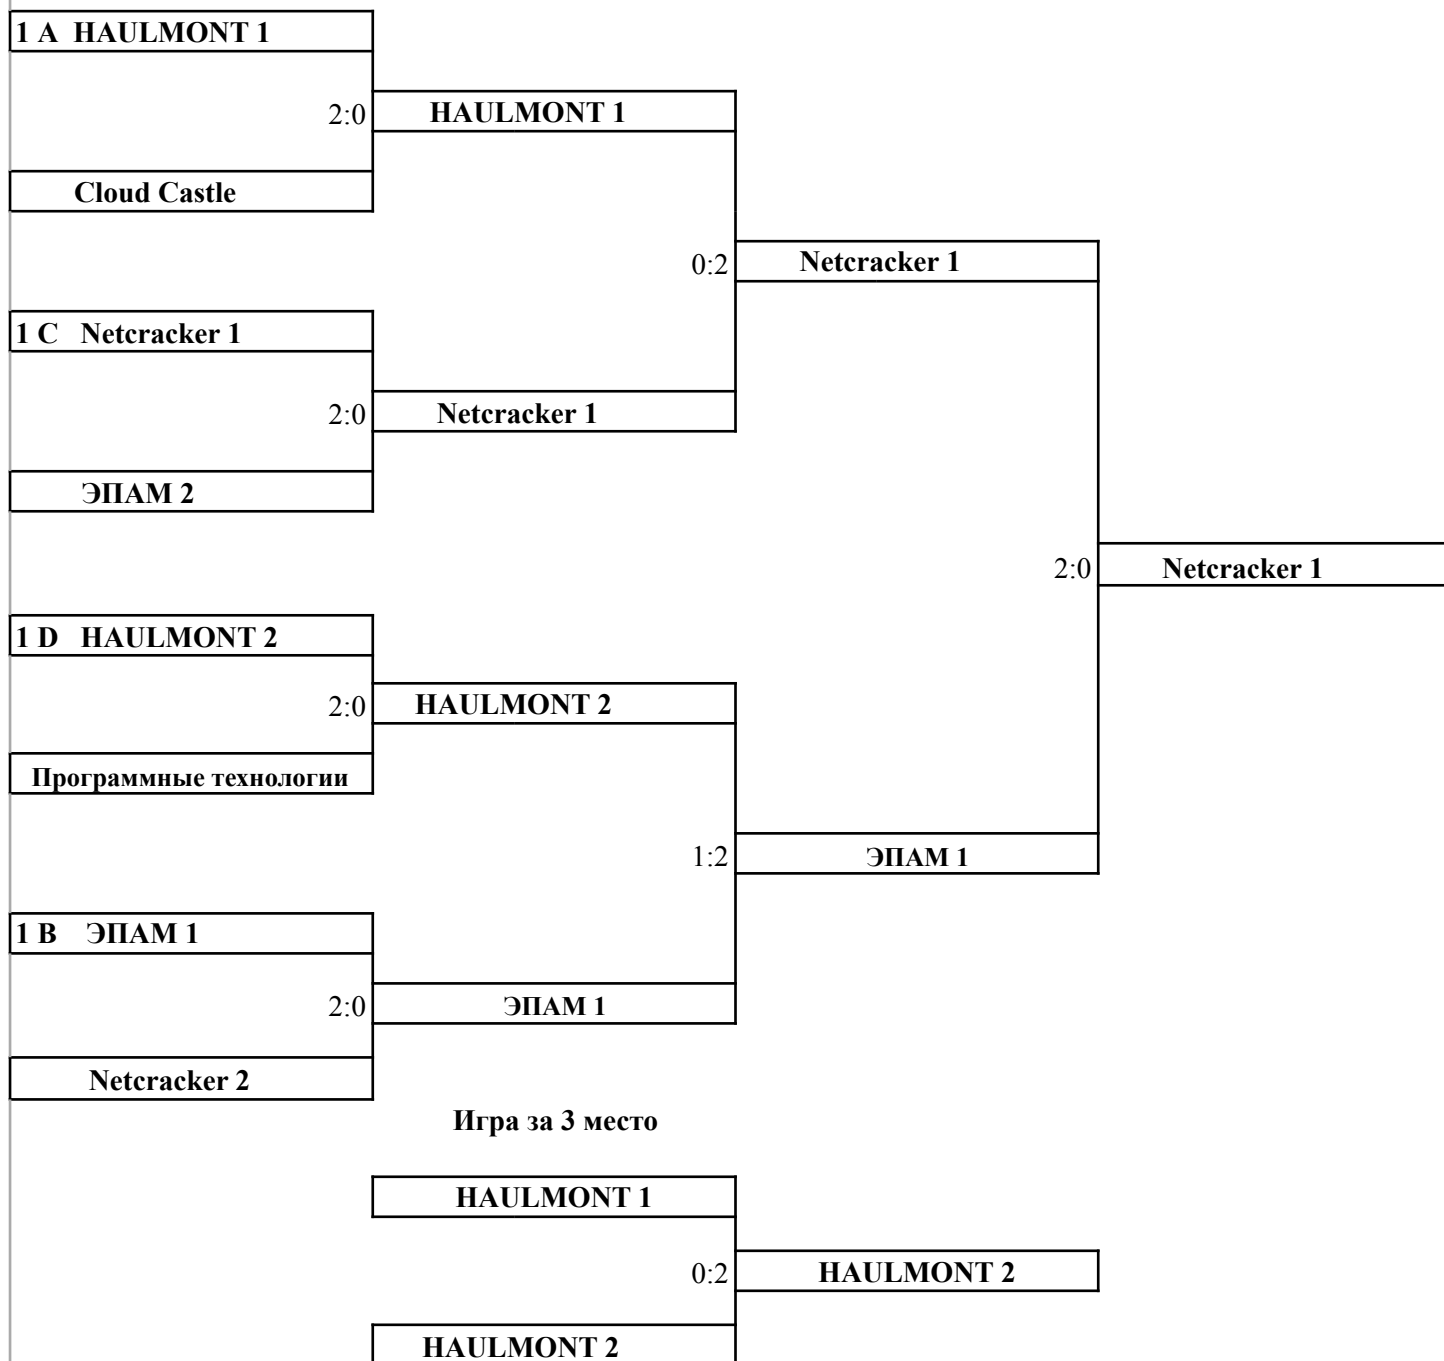 1 A HAULMONT 1
2:0 HAULMONT 1
Cloud Castle
0:2 Netcracker 1
1 C Netcracker 1
2:0 Netcracker 1
ЭПАМ 2
2:0 Netcracker 1
1 D HAULMONT 2
2:0 HAULMONT 2
Программные технологии
1:2 ЭПАМ 1
1 B ЭПАМ 1
2:0 ЭПАМ 1
Netcracker 2
Игра за 3 место
HAULMONT 1
0:2 HAULMONT 2
HAULMONT 2